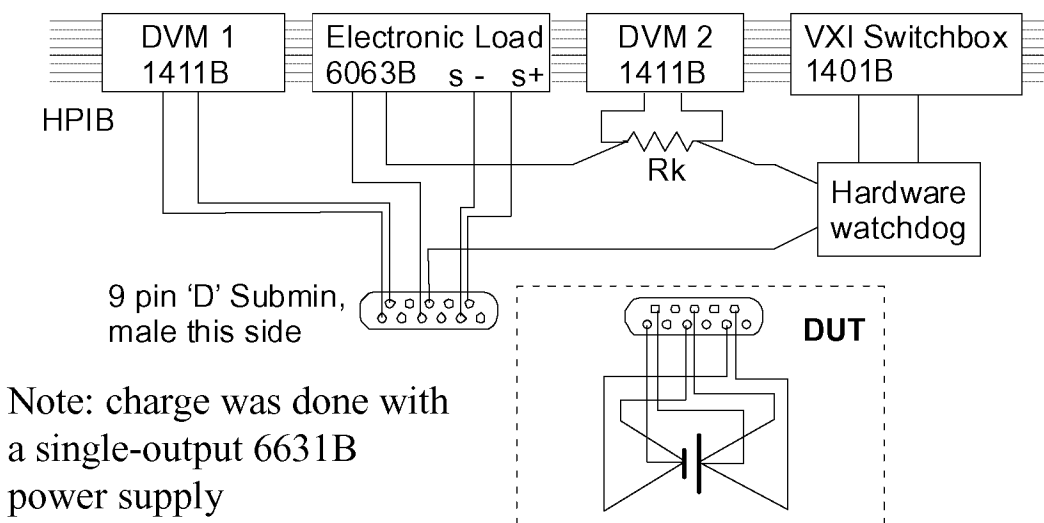 DVM 1
1411B
Electronic Load
6063B s - s+
DVM 2
1411B
VXI Switchbox
1401B
HPIB
Rk
Hardware
watchdog
9 pin ‘D’ Submin,
male this side
DUT
Note: charge was done with
a single-output 6631B
power supply